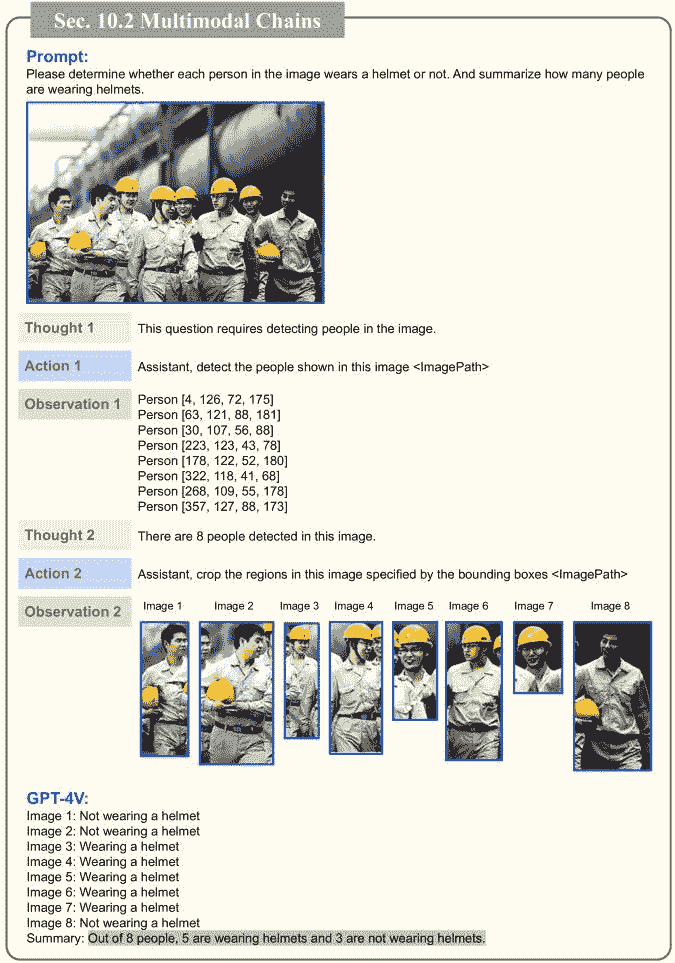 Sec. 10.2 Multimodal Chains
Prompt:
Please determine whether each person in the image wears a helmet or not. And summarize how many people
are wearing helmets.
Thought 1
This question requires detecting people in the image.
Action 1
Assistant, detect the people shown in this image <ImagePath>
Observation 1
Person [4, 126, 72, 175]
Person [63, 121, 88, 181]
Person [30, 107, 56, 88]
Person [223, 123, 43, 78]
Person [178, 122, 52, 180]
Person [322, 118, 41, 68]
Person [268, 109, 55, 178]
Person [357, 127, 88, 173]
Thought 2
There are 8 people detected in this image.
Action 2
Assistant, crop the regions in this image specified by the bounding boxes <ImagePath>
Observation 2
Image 1 Image 2 Image 3 Image 4 Image 5 Image 6 Image 7 Image 8
GPT-4V:
Image 1: Not wearing a helmet
Image 2: Not wearing a helmet
Image 3: Wearing a helmet
Image 4: Wearing a helmet
Image 5: Wearing a helmet
Image 6: Wearing a helmet
Image 7: Wearing a helmet
Image 8: Not wearing a helmet
Summary: Out of 8 people, 5 are wearing helmets and 3 are not wearing helmets.